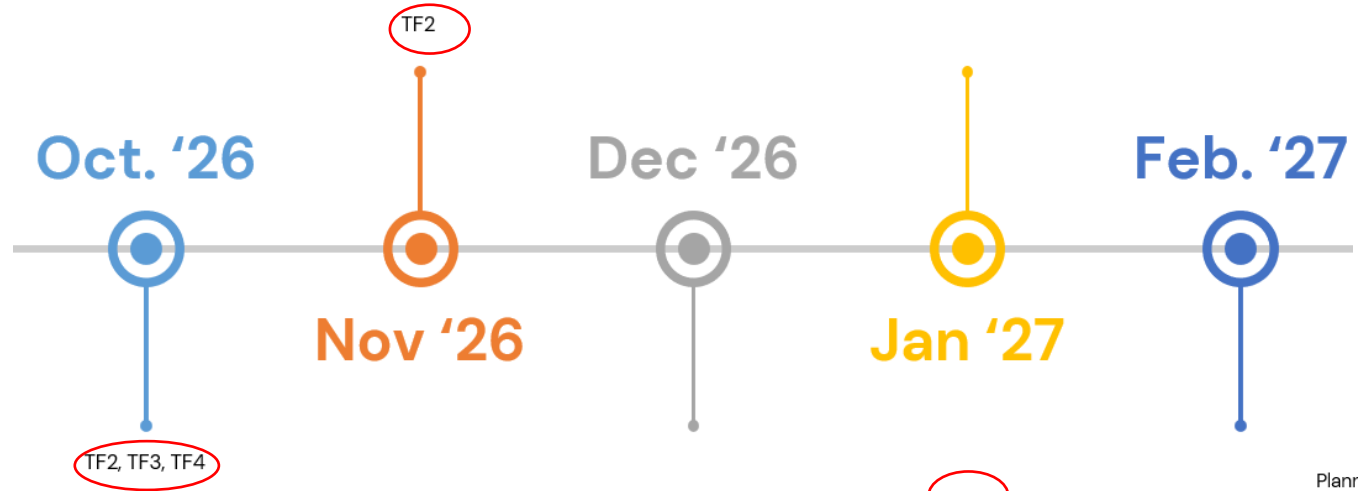 TF2
Oct. ‘26
Dec ‘26
Feb. ‘27
Nov ‘26
Jan ‘27
TF2, TF3, TF4